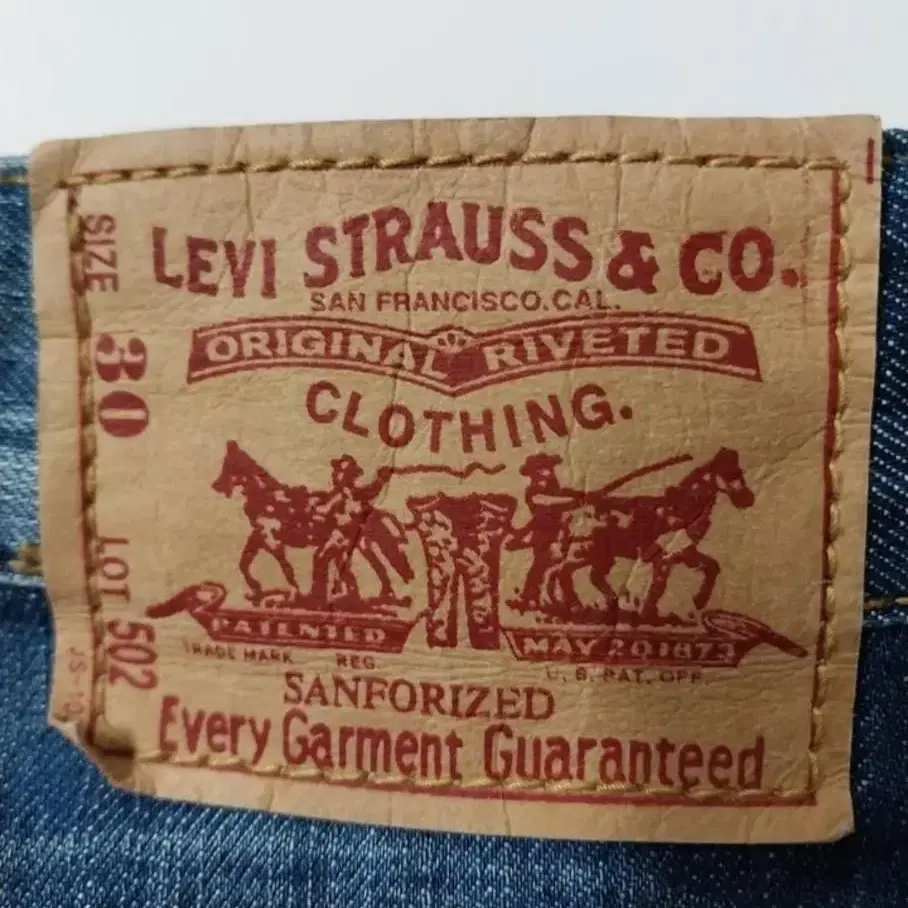 LEVI STRAUSS & CO.
SAN FRANCISCO.CAL.
ORIGINAL RIVETED
CLOTHING.
PATENTED
MAY 20 1873
TRADE MARK REG.
U. S. PAT. OFF.
SANFORIZED
Every Garment Guaranteed
SIZE 30 LOT 502